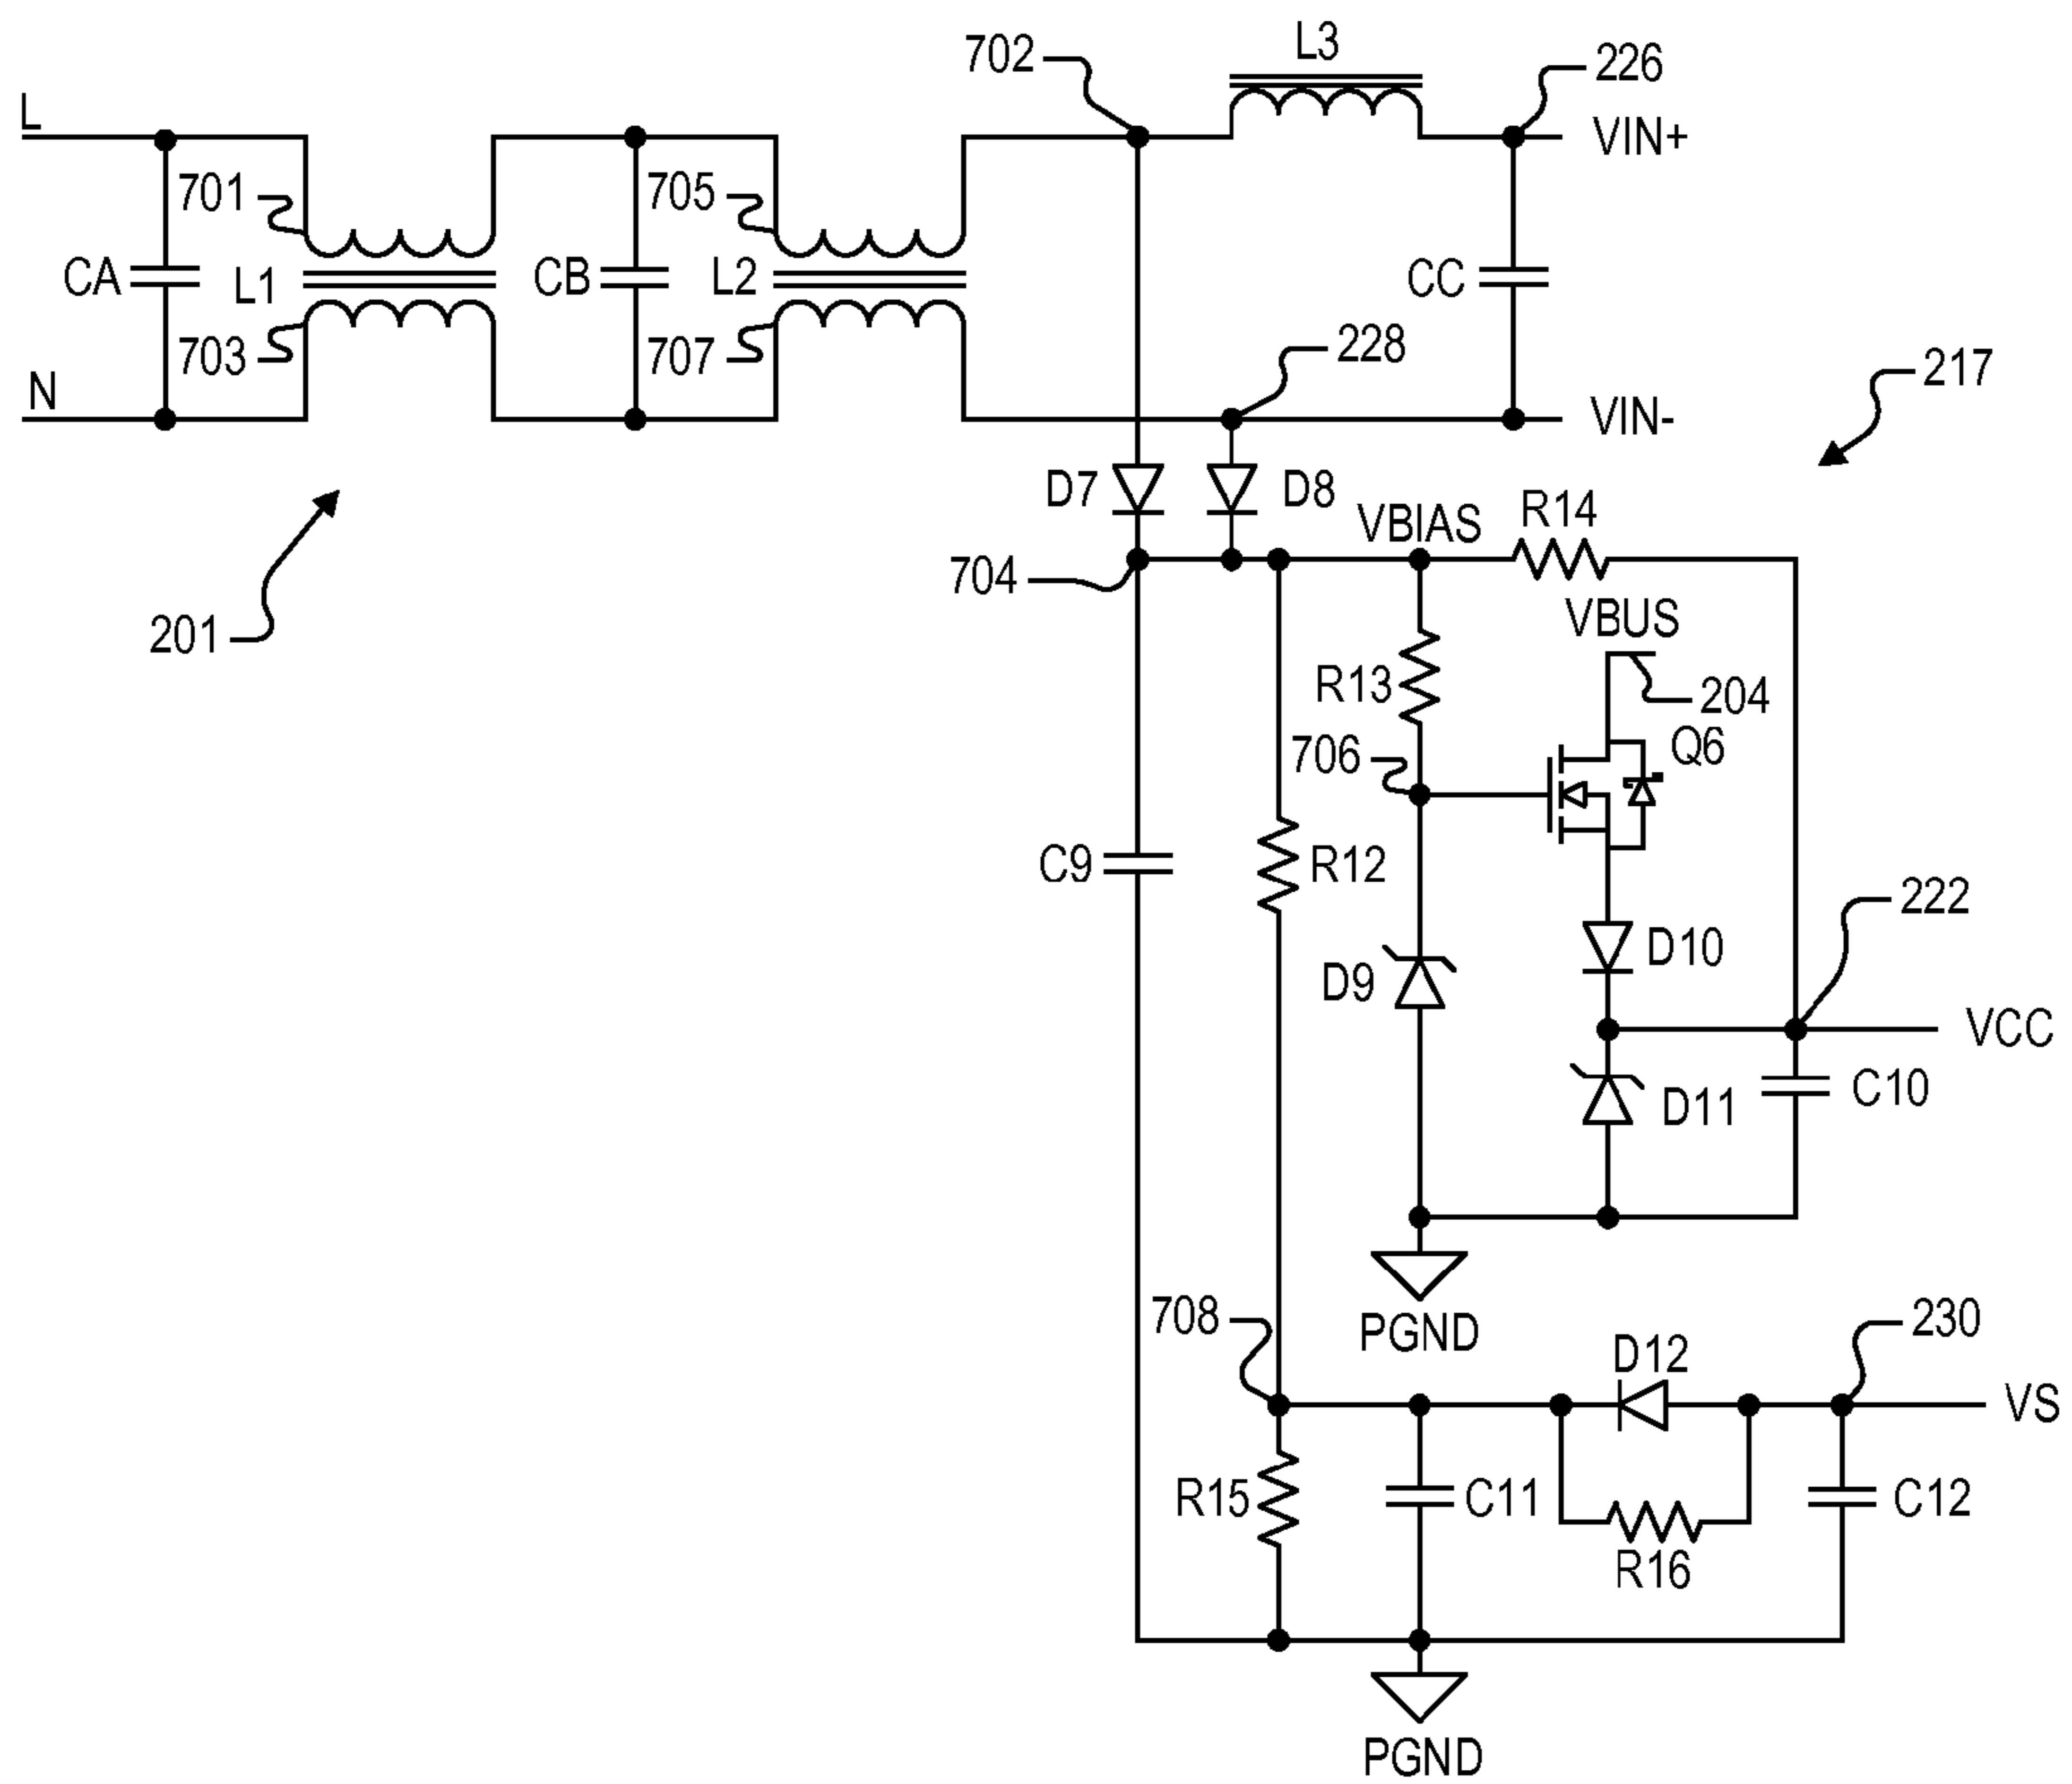 L3
702
226
L
VIN+
701
705
CA
L1
CB
L2
CC
228
703
707
217
N
VIN-
D7
D8
VBIAS
R14
704
VBUS
201
R13
204
706
Q6
C9
R12
222
D10
D9
VCC
D11
C10
708
230
PGND
D12
VS
R15
C11
C12
R16
PGND